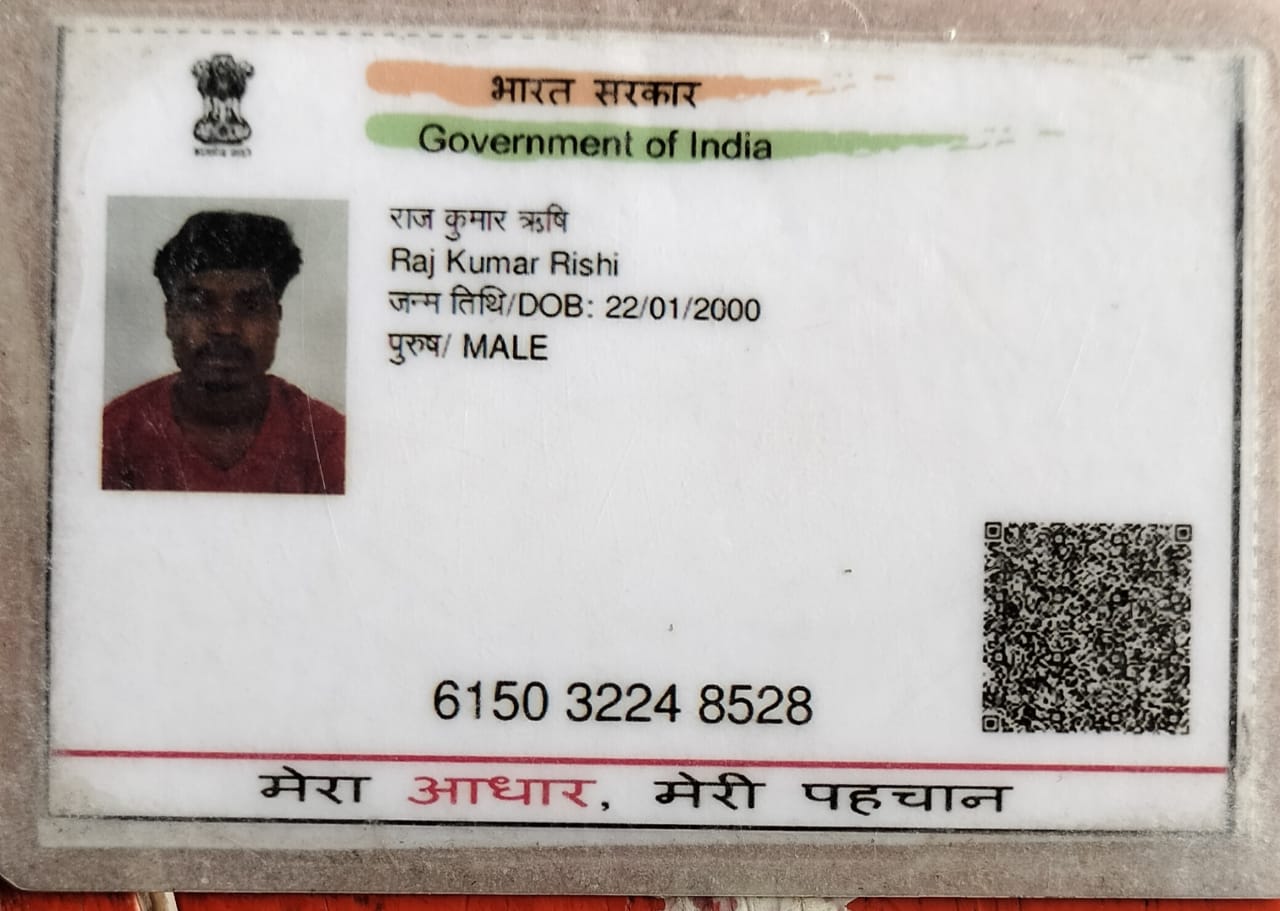 भारत सरकार
Government of India
राज कुमार ऋषि
Raj Kumar Rishi
जन्म तिथि/DOB: 22/01/2000
पुरुष/ MALE
6150 3224 8528
मेरा आधार, मेरी पहचान